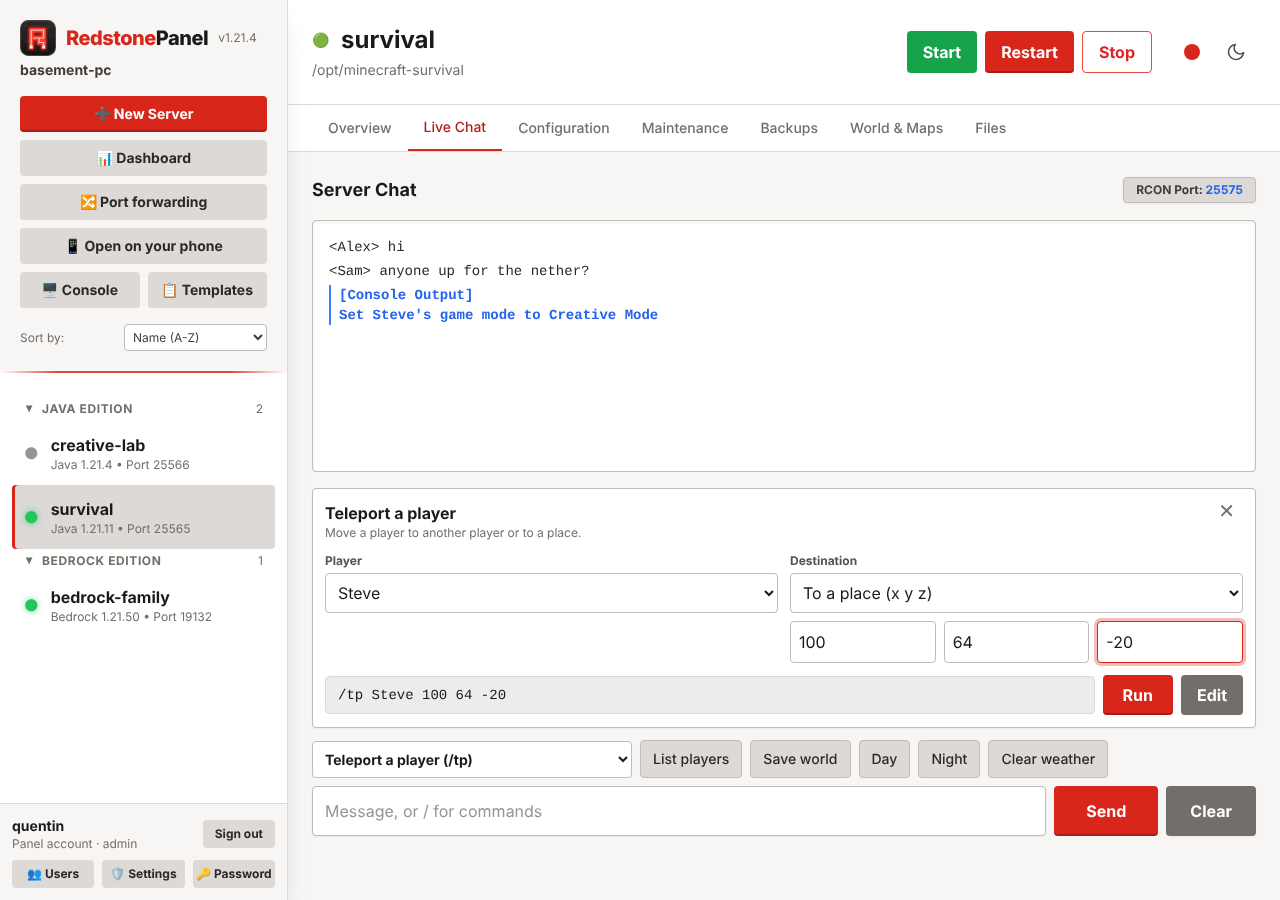 RedstonePanel v1.21.4
basement-pc
➕ New Server
📊 Dashboard
🔀 Port forwarding
📱 Open on your phone
🖥️ Console
📋 Templates
Sort by:
Name (A-Z)
▼ JAVA EDITION 2
creative-lab
Java 1.21.4 • Port 25566
survival
Java 1.21.11 • Port 25565
▼ BEDROCK EDITION 1
bedrock-family
Bedrock 1.21.50 • Port 19132
quentin
Panel account · admin
Sign out
👥 Users
🛡️ Settings
🔑 Password
survival
/opt/minecraft-survival
Start
Restart
Stop
Overview
Live Chat
Configuration
Maintenance
Backups
World & Maps
Files
Server Chat
RCON Port: 25575
<Alex> hi
<Sam> anyone up for the nether?
[Console Output]
Set Steve's game mode to Creative Mode
Teleport a player
Move a player to another player or to a place.
Player
Destination
Steve
To a place (x y z)
100
64
-20
/tp Steve 100 64 -20
Run
Edit
Teleport a player (/tp)
List players
Save world
Day
Night
Clear weather
Message, or / for commands
Send
Clear